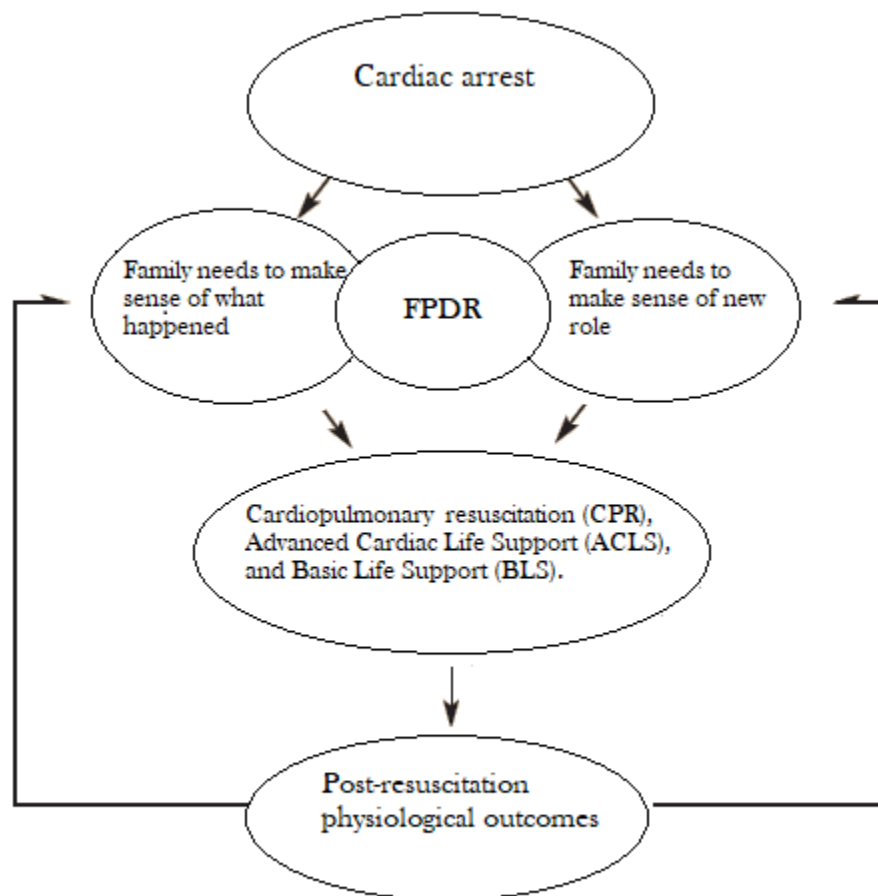 Cardiac arrest
Family needs to make
sense of what
happened
FPDR
Family needs to
make sense of new
role
Cardiopulmonary resuscitation (CPR),
Advanced Cardiac Life Support (ACLS),
and Basic Life Support (BLS).
Post-resuscitation
physiological outcomes